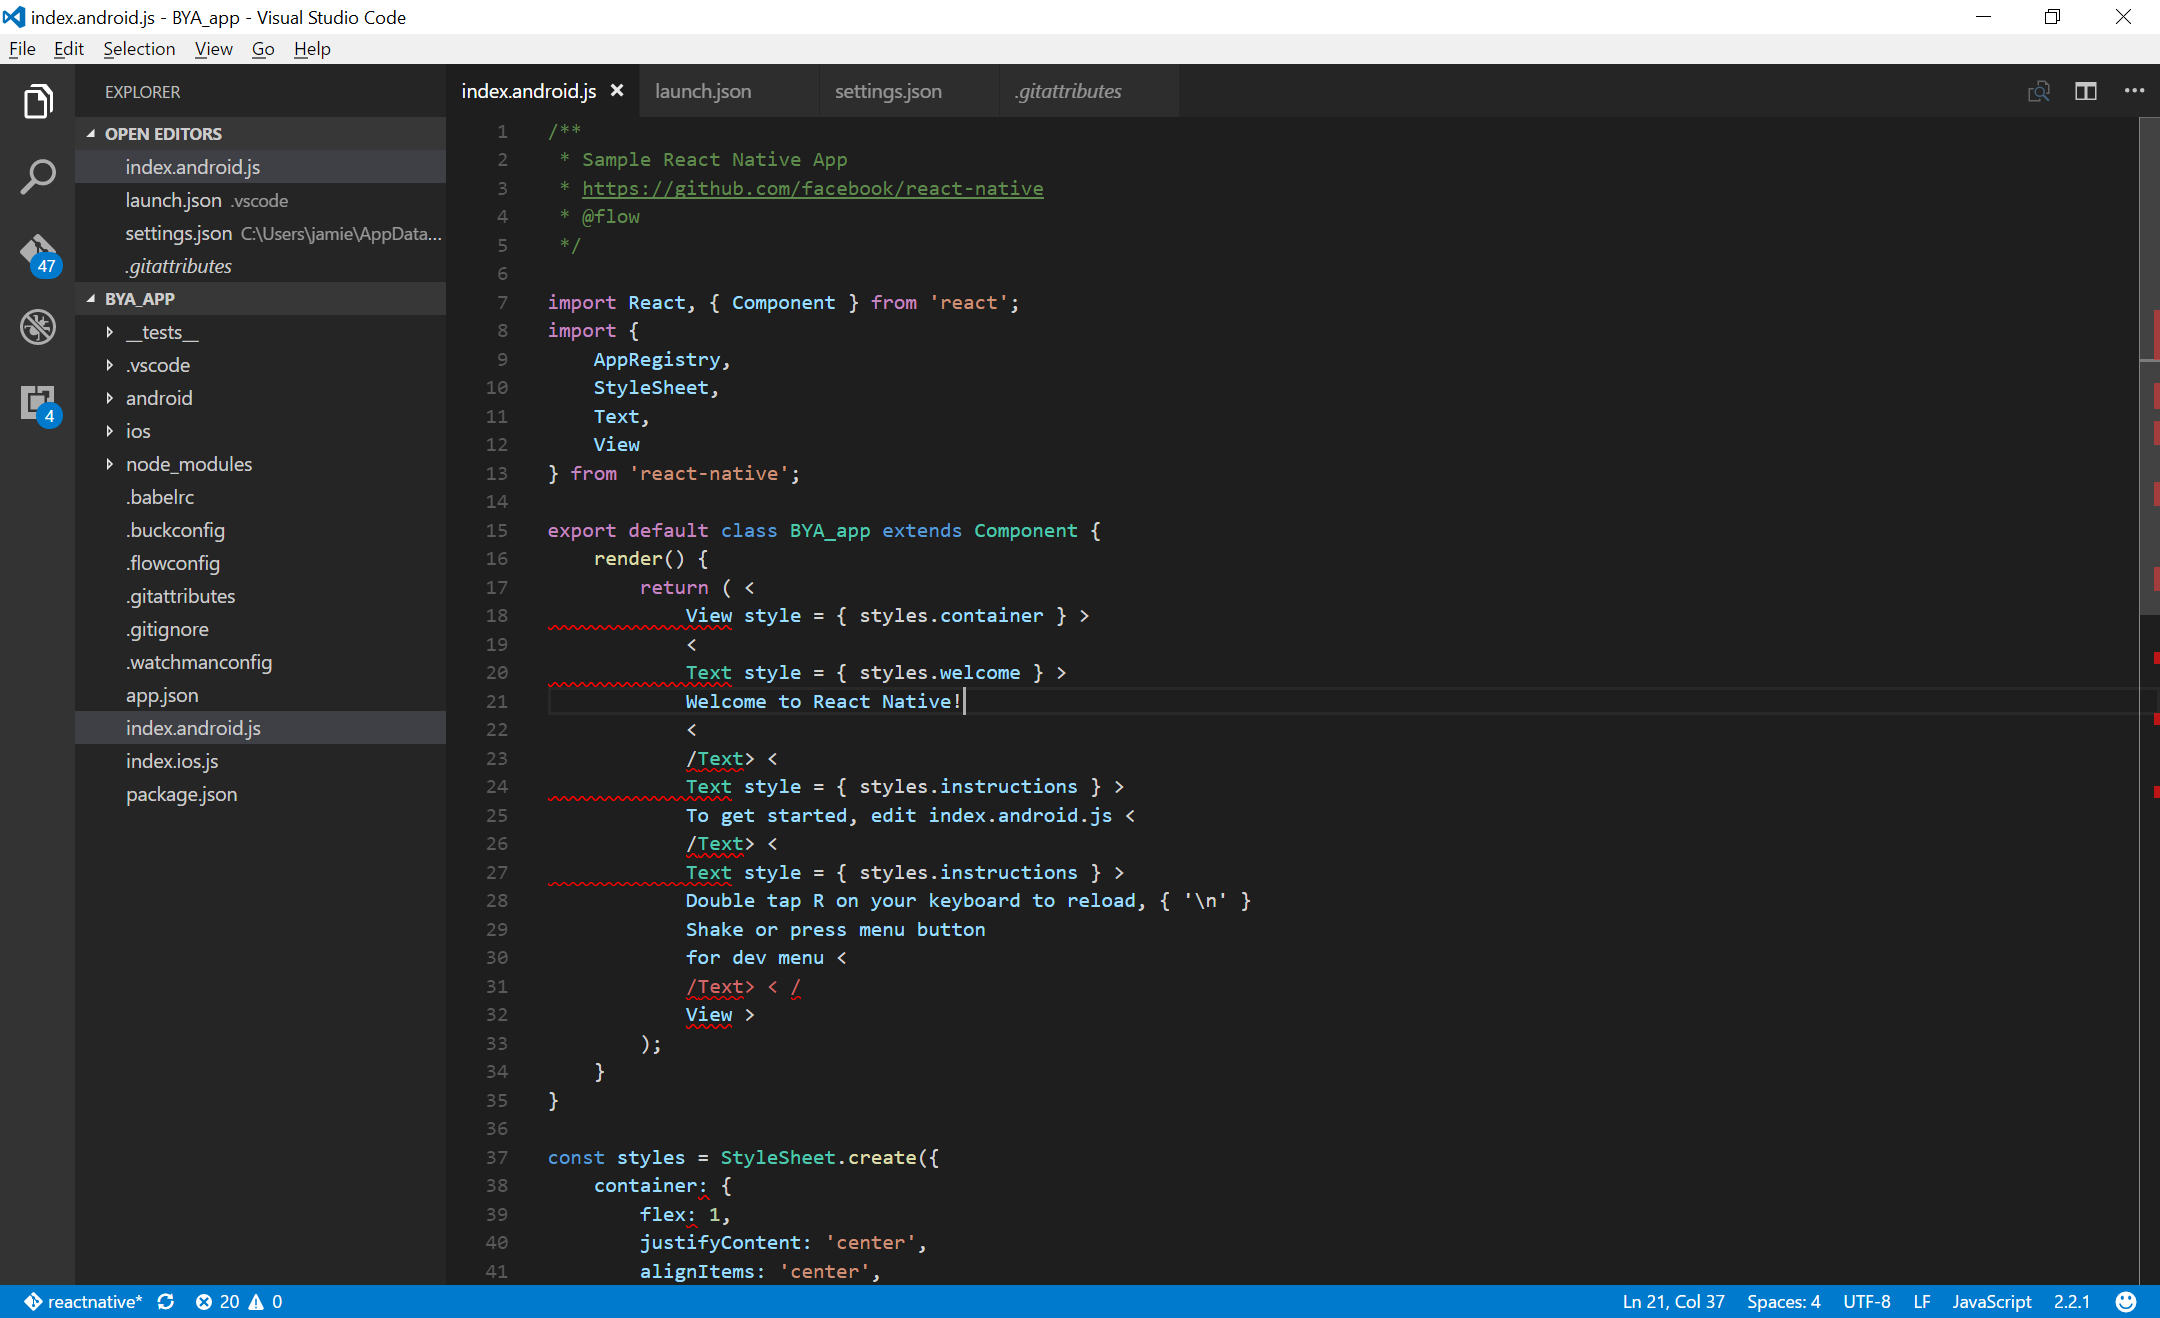 index.android.js - BYA_app - Visual Studio Code
File Edit Selection View Go Help
EXPLORER
OPEN EDITORS
index.android.js
launch.json .vscode
settings.json C:\Users\jamie\AppData...
.gitattributes
BYA_APP
__tests__
.vscode
android
ios
node_modules
.babelrc
.buckconfig
.flowconfig
.gitattributes
.gitignore
.watchmanconfig
app.json
index.android.js
index.ios.js
package.json
47
4
index.android.js launch.json settings.json .gitattributes
1 /**
2 * Sample React Native App
3 * https://github.com/facebook/react-native
4 * @flow
5 */
6
7 import React, { Component } from 'react';
8 import {
9 AppRegistry,
10 StyleSheet,
11 Text,
12 View
13 } from 'react-native';
14
15 export default class BYA_app extends Component {
16 render() {
17 return ( <
18 View style = { styles.container } >
19 <
20 Text style = { styles.welcome } >
21 Welcome to React Native!
22 <
23 /Text> <
24 Text style = { styles.instructions } >
25 To get started, edit index.android.js <
26 /Text> <
27 Text style = { styles.instructions } >
28 Double tap R on your keyboard to reload, { '\n' }
29 Shake or press menu button
30 for dev menu <
31 /Text> < /
32 View >
33 );
34 }
35 }
36
37 const styles = StyleSheet.create({
38 container: {
39 flex: 1,
40 justifyContent: 'center',
41 alignItems: 'center',
reactnative* 20 0 Ln 21, Col 37 Spaces: 4 UTF-8 LF JavaScript 2.2.1